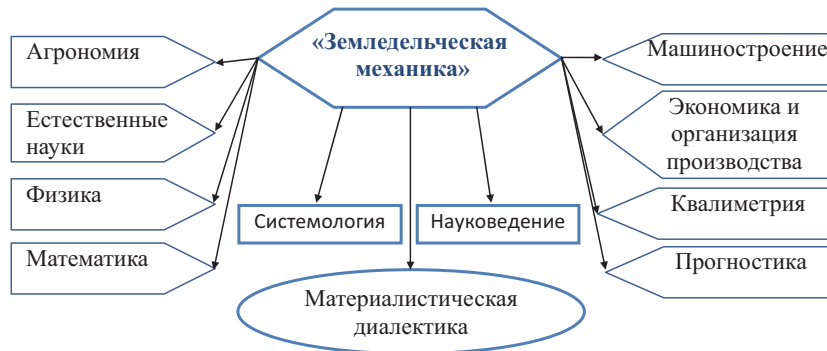 «Земледельческая
механика»
Агрономия
Естественные
науки
Физика
Математика
Системология
Науковедение
Материалистическая
диалектика
Машиностроение
Экономика и
организация
производства
Квалиметрия
Прогностика